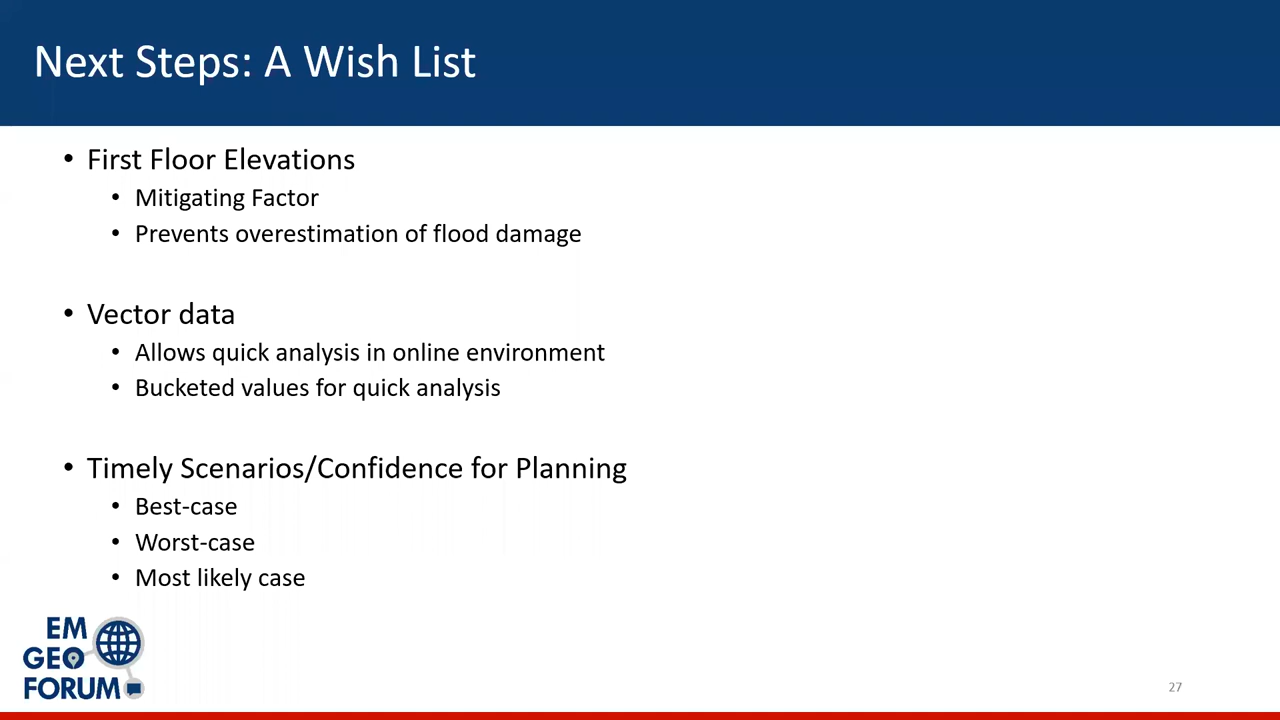 Next Steps: A Wish List
• First Floor Elevations
• Mitigating Factor
• Prevents overestimation of flood damage
• Vector data
• Allows quick analysis in online environment
• Bucketed values for quick analysis
• Timely Scenarios/Confidence for Planning
• Best-case
• Worst-case
• Most likely case
EM
GEO
FORUM
27